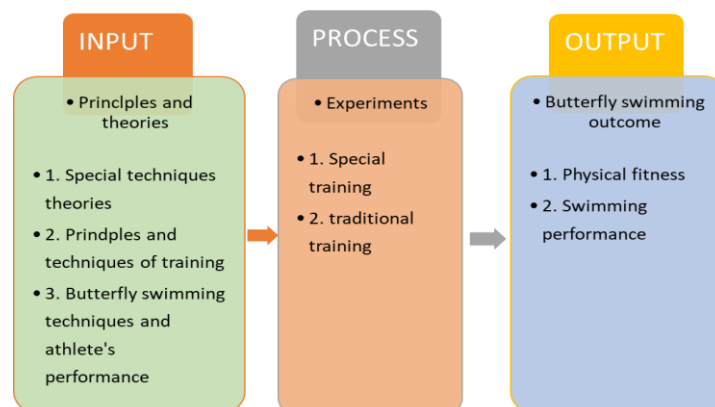 INPUT
• Princlples and
theories
• 1. Special techniques
theories
• 2. Prindples and
techniques of training
• 3. Butterfly swimming
techniques and
athlete's
performance
PROCESS
• Experiments
• 1. Special
training
• 2. traditional
training
OUTPUT
• Butterfly swimming
outcome
• 1. Physical fitness
• 2. Swimming
performance